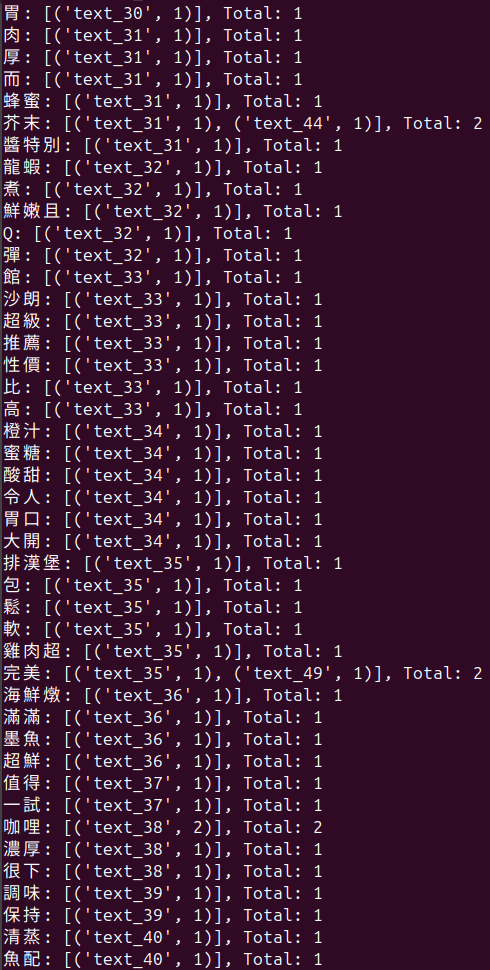 胃: [('text_30', 1)], Total: 1
肉: [('text_31', 1)], Total: 1
厚: [('text_31', 1)], Total: 1
而: [('text_31', 1)], Total: 1
蜂蜜: [('text_31', 1)], Total: 1
芥末: [('text_31', 1), ('text_44', 1)], Total: 2
醬特別: [('text_31', 1)], Total: 1
龍蝦: [('text_32', 1)], Total: 1
煮: [('text_32', 1)], Total: 1
鮮嫩且: [('text_32', 1)], Total: 1
Q: [('text_32', 1)], Total: 1
彈: [('text_32', 1)], Total: 1
館: [('text_33', 1)], Total: 1
沙朗: [('text_33', 1)], Total: 1
超級: [('text_33', 1)], Total: 1
推薦: [('text_33', 1)], Total: 1
性價: [('text_33', 1)], Total: 1
比: [('text_33', 1)], Total: 1
高: [('text_33', 1)], Total: 1
橙汁: [('text_34', 1)], Total: 1
蜜糖: [('text_34', 1)], Total: 1
酸甜: [('text_34', 1)], Total: 1
令人: [('text_34', 1)], Total: 1
胃口: [('text_34', 1)], Total: 1
大開: [('text_34', 1)], Total: 1
排漢堡: [('text_35', 1)], Total: 1
包: [('text_35', 1)], Total: 1
鬆: [('text_35', 1)], Total: 1
軟: [('text_35', 1)], Total: 1
雞肉超: [('text_35', 1)], Total: 1
完美: [('text_35', 1), ('text_49', 1)], Total: 2
海鮮燉: [('text_36', 1)], Total: 1
滿滿: [('text_36', 1)], Total: 1
墨魚: [('text_36', 1)], Total: 1
超鮮: [('text_36', 1)], Total: 1
值得: [('text_37', 1)], Total: 1
一試: [('text_37', 1)], Total: 1
咖哩: [('text_38', 2)], Total: 2
濃厚: [('text_38', 1)], Total: 1
很下: [('text_38', 1)], Total: 1
調味: [('text_39', 1)], Total: 1
保持: [('text_39', 1)], Total: 1
清蒸: [('text_40', 1)], Total: 1
魚配: [('text_40', 1)], Total: 1